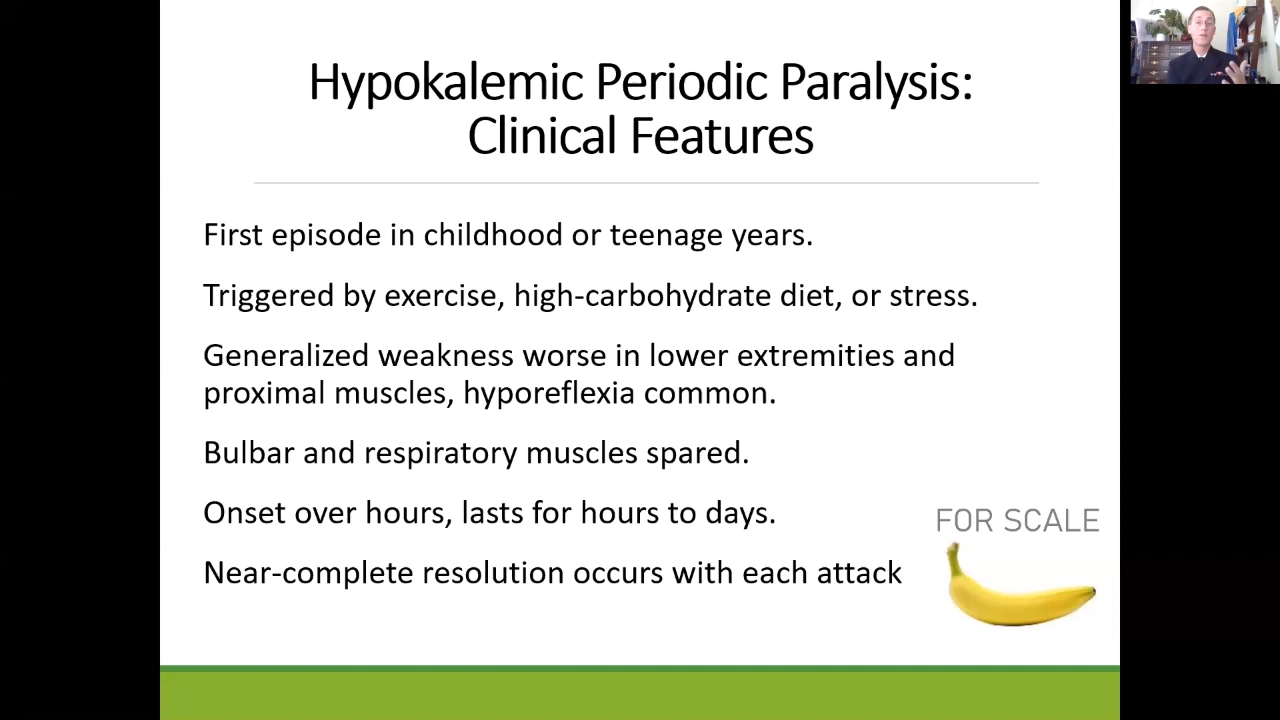 Hypokalemic Periodic Paralysis:
Clinical Features
First episode in childhood or teenage years.
Triggered by exercise, high-carbohydrate diet, or stress.
Generalized weakness worse in lower extremities and
proximal muscles, hyporeflexia common.
Bulbar and respiratory muscles spared.
Onset over hours, lasts for hours to days.
Near-complete resolution occurs with each attack
FOR SCALE